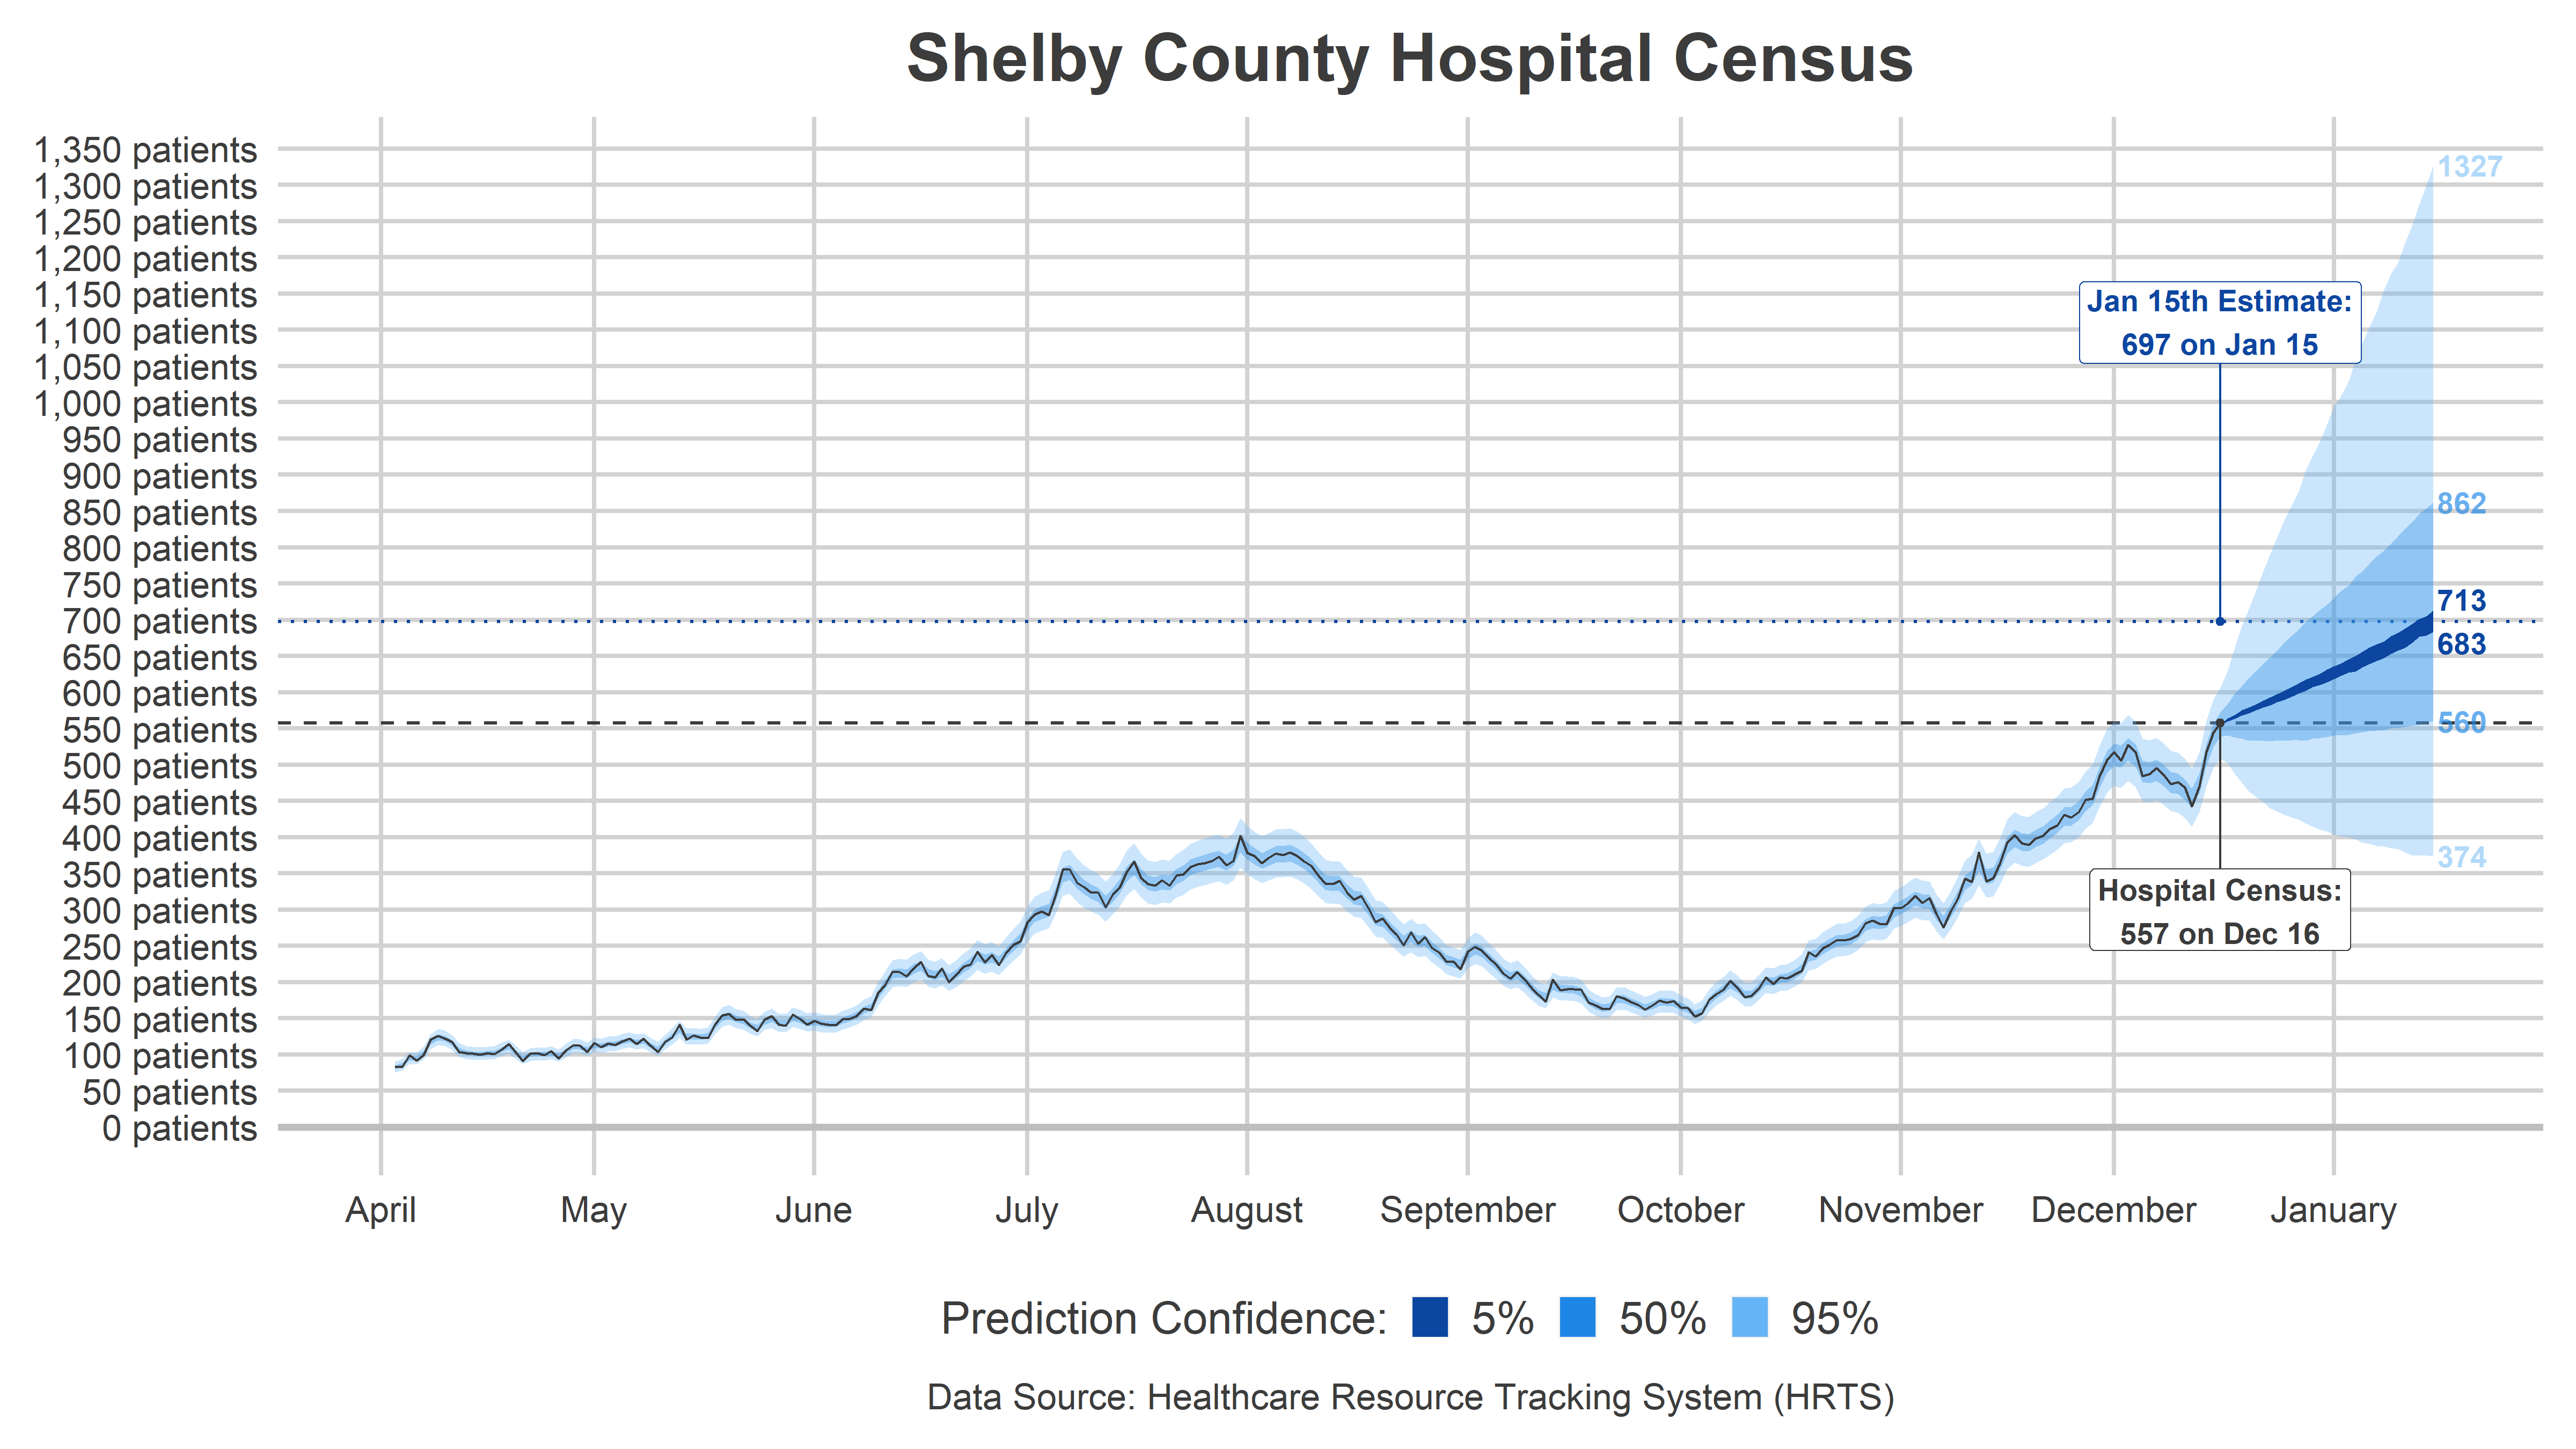 Shelby County Hospital Census
1,350 patients
1,300 patients
1,250 patients
1,200 patients
1,150 patients
1,100 patients
1,050 patients
1,000 patients
950 patients
900 patients
850 patients
800 patients
750 patients
700 patients
650 patients
600 patients
550 patients
500 patients
450 patients
400 patients
350 patients
300 patients
250 patients
200 patients
150 patients
100 patients
50 patients
0 patients
1327
Jan 15th Estimate:
697 on Jan 15
862
713
683
560
374
Hospital Census:
557 on Dec 16
April May June July August September October November December January
Prediction Confidence: 5% 50% 95%
Data Source: Healthcare Resource Tracking System (HRTS)